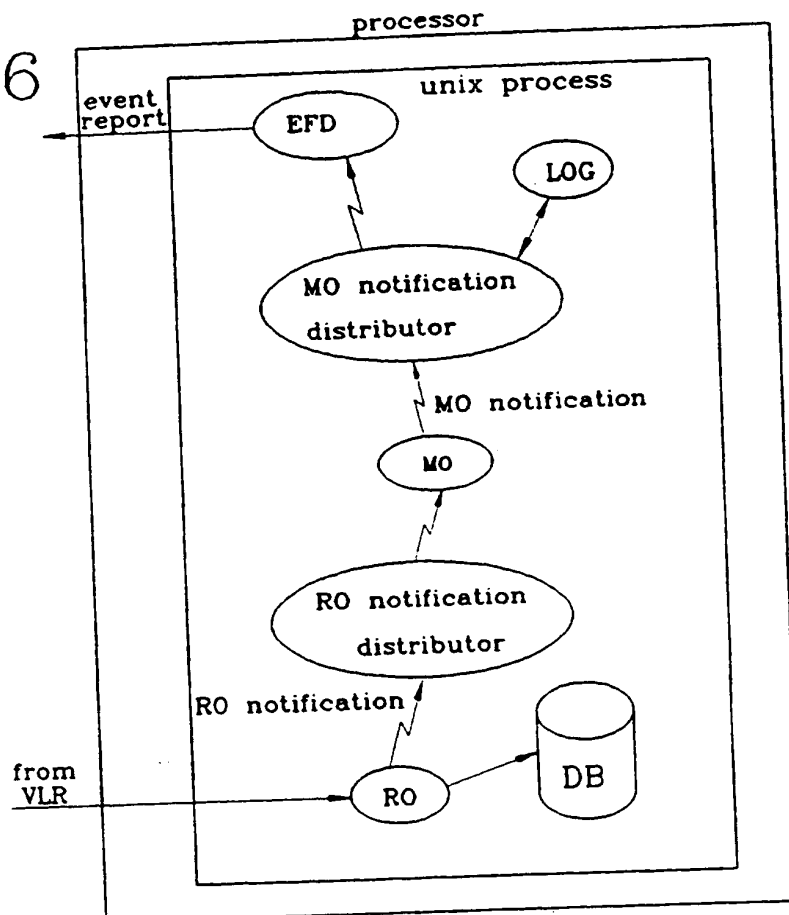 processor
6
unix process
event
report
EFD
LOG
MO notification
distributor
MO notification
MO
RO notification
distributor
RO notification
from
VLR
RO
DB